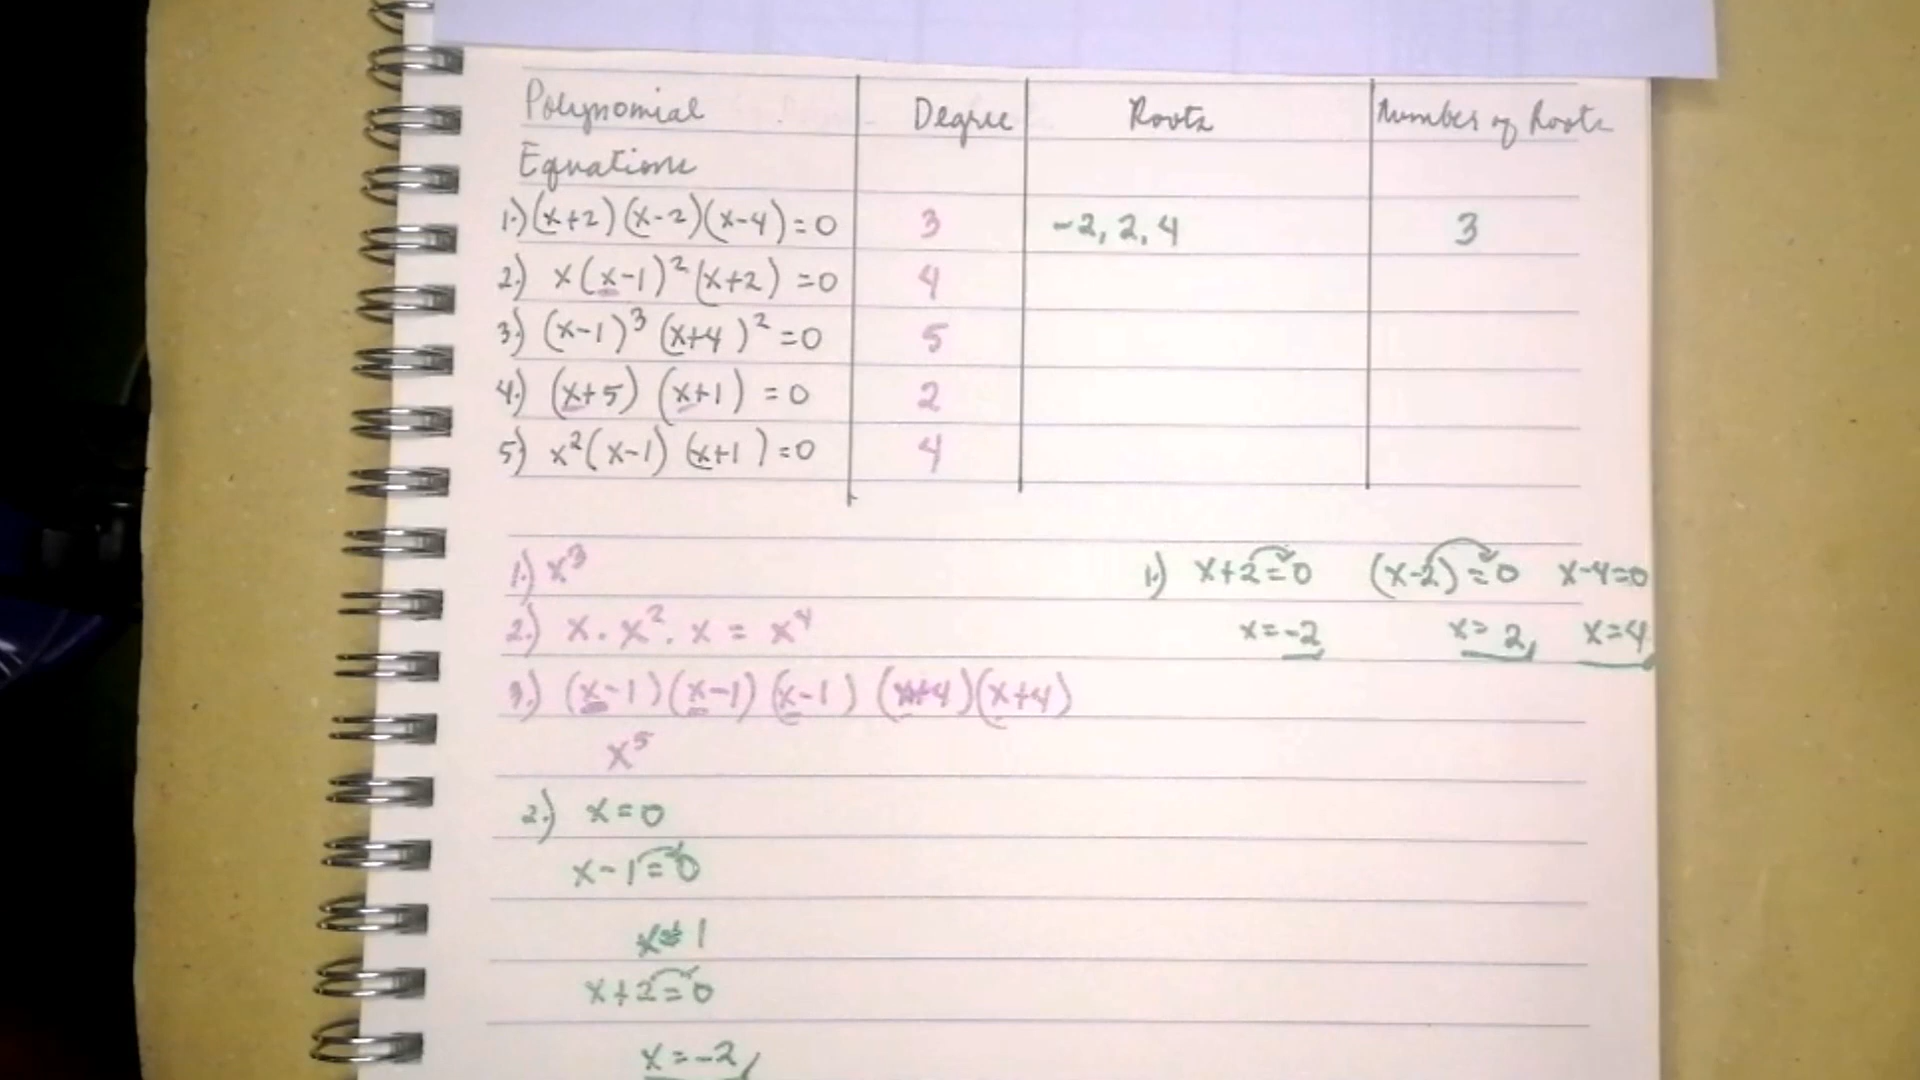 Polynomial Equations Degree Roots Number of Roots
1.) (x+2)(x-2)(x-4)=0 3 -2, 2, 4 3
2.) x(x-1)²(x+2)=0 4
3.) (x-1)³(x+4)²=0 5
4.) (x+5)(x+1)=0 2
5.) x²(x-1)(x+1)=0 4
1.) x³
2.) x·x²·x=x⁴
3.) (x-1)(x-1)(x-1)(x+4)(x+4)
x⁵
1.) x+2=0 (x-2)=0 x-4=0
x=-2 x=2, x=4
2.) x=0
x-1=0
x=1
x+2=0
x=-2